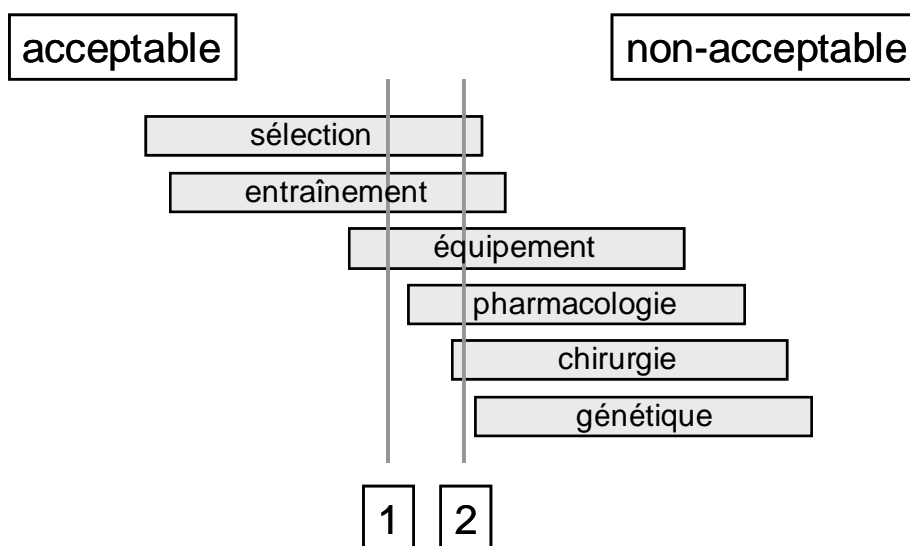 acceptable
non-acceptable
sélection
entraînement
équipement
pharmacologie
chirurgie
génétique
1
2